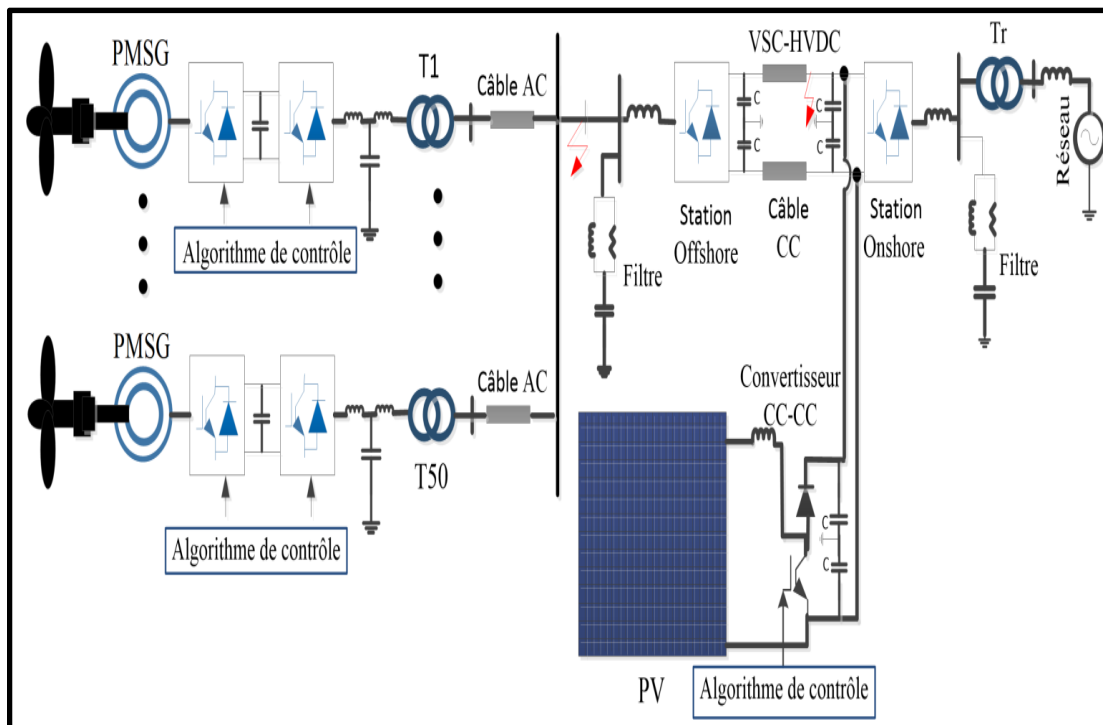 PMSG
T1
Câble AC
VSC-HVDC
Tr
C
C
C
C
Réseau
Algorithme de contrôle
Station
Offshore
Câble
CC
Station
Onshore
Filtre
Filtre
PMSG
Câble AC
T50
Algorithme de contrôle
Convertisseur
CC-CC
C
C
PV
Algorithme de contrôle